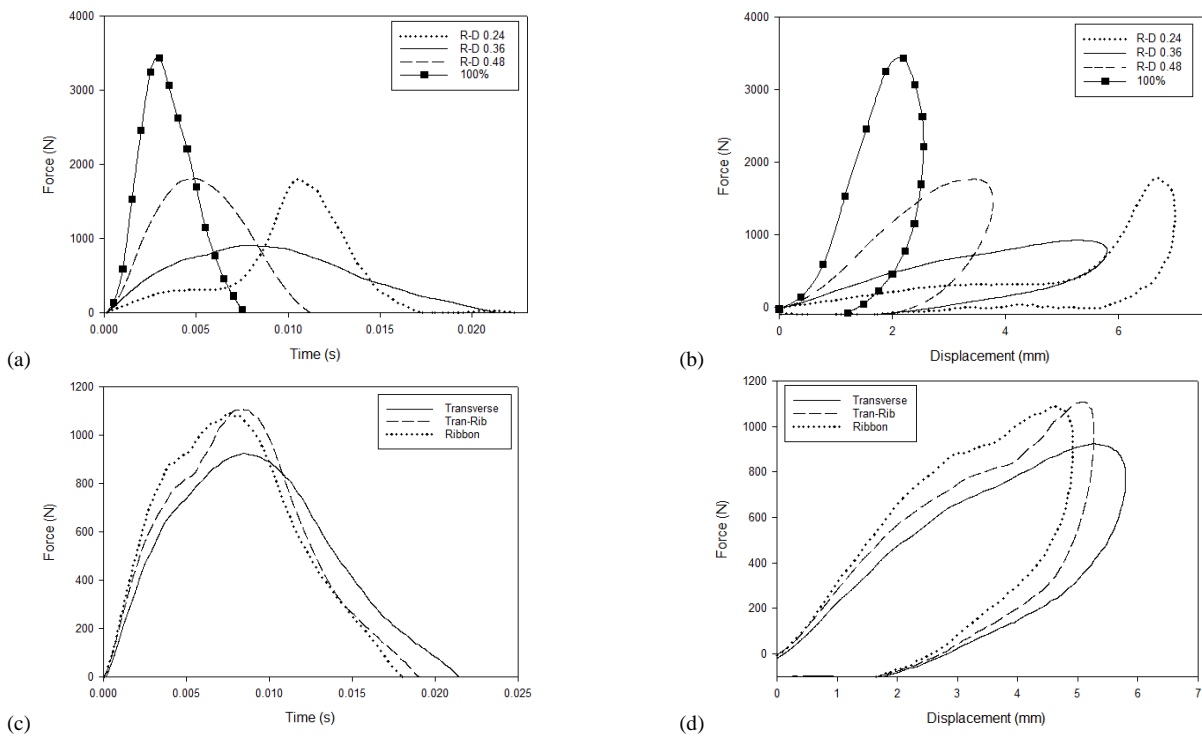 4000
3000
2000
1000
0
Force (N)
R-D 0.24
R-D 0.36
R-D 0.48
100%
0.000
0.005
0.010
0.015
0.020
Time (s)
(a)
4000
3000
2000
1000
0
Force (N)
R-D 0.24
R-D 0.36
R-D 0.48
100%
0
2
4
6
Displacement (mm)
(b)
1200
1000
800
600
400
200
0
Force (N)
Transverse
Tran-Rib
Ribbon
0.000
0.005
0.010
0.015
0.020
0.025
Time (s)
(c)
1200
1000
800
600
400
200
0
Force (N)
Transverse
Tran-Rib
Ribbon
0
1
2
3
4
5
6
7
Displacement (mm)
(d)